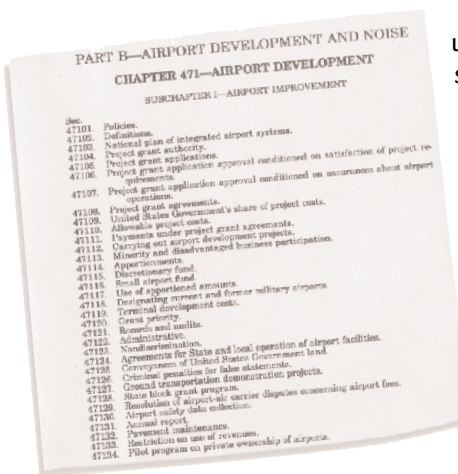 PART B—AIRPORT DEVELOPMENT AND NOISE
CHAPTER 471—AIRPORT DEVELOPMENT
SUBCHAPTER I—AIRPORT IMPROVEMENT
Sec.
47101. Policies.
47102. Definitions.
47103. National plan of integrated airport systems.
47104. Project grant authority.
47105. Project grant applications.
47106. Project grant application approval conditioned on satisfaction of project re-
quirements.
47107. Project grant application approval conditioned on assurances about airport
operations.
47108. Project grant agreements.
47109. United States Government's share of project costs.
47110. Allowable project costs.
47111. Payments under project grant agreements.
47112. Carrying out airport development projects.
47113. Minority and disadvantaged business participation.
47114. Apportionments.
47115. Discretionary fund.
47116. Small airport fund.
47117. Use of apportioned amounts.
47118. Designating current and former military airports.
47119. Terminal development costs.
47120. Grant priority.
47121. Records and audits.
47122. Administrative.
47123. Nondiscrimination.
47124. Agreements for State and local operation of airport facilities.
47125. Conveyances of United States Government land.
47126. Criminal penalties for false statements.
47127. Ground transportation demonstration projects.
47128. State block grant program.
47129. Resolution of airport-air carrier disputes concerning airport fees.
47130. Airport safety data collection.
47131. Annual report.
47132. Pavement maintenance.
47133. Restriction on use of revenues.
47134. Pilot program on private ownership of airports.